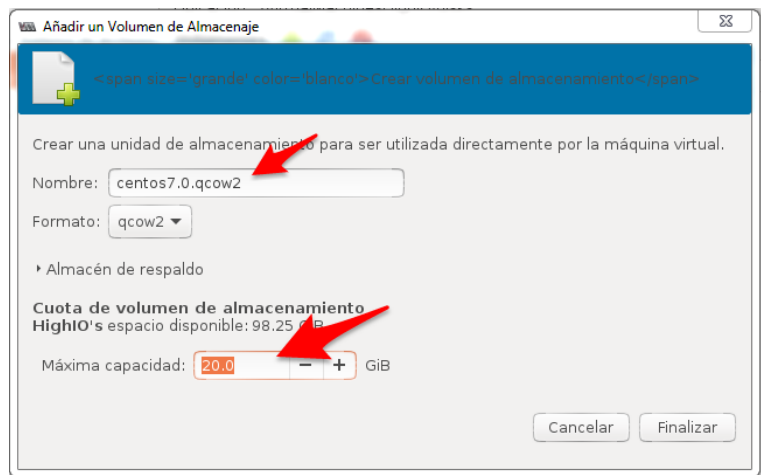 Añadir un Volumen de Almacenaje
<span size='grande' color='blanco'>Crear volumen de almacenamiento</span>
Crear una unidad de almacenamiento para ser utilizada directamente por la máquina virtual.
Nombre: centos7.0.qcow2
Formato: qcow2
Almacén de respaldo
Cuota de volumen de almacenamiento
HighIO's espacio disponible: 98.25 GiB
Máxima capacidad: 20.0 − + GiB
Cancelar Finalizar